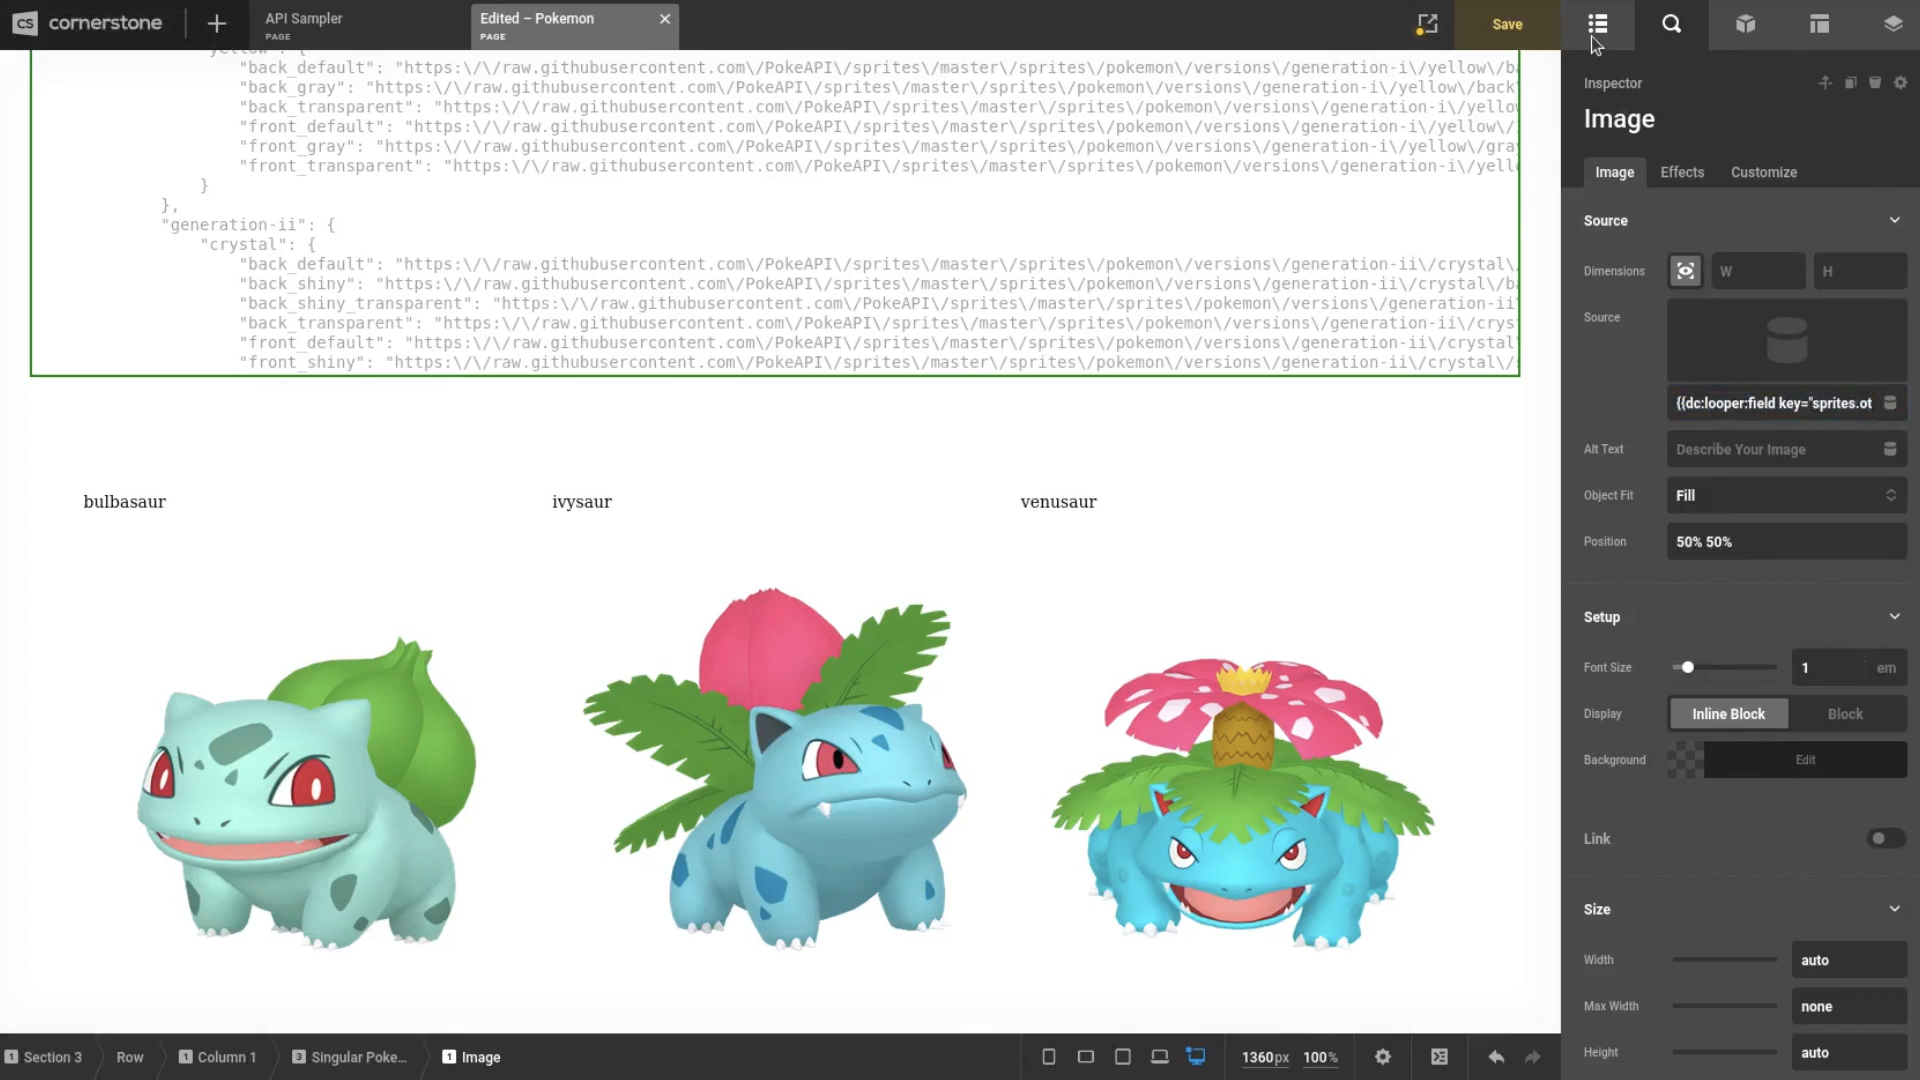 cs cornerstone
+
API Sampler
PAGE
Edited – Pokemon
PAGE
Save
"back_default": "https:\/\/raw.githubusercontent.com\/PokeAPI\/sprites\/master\/sprites\/pokemon\/versions\/generation-i\/yellow\/ba
"back_gray": "https:\/\/raw.githubusercontent.com\/PokeAPI\/sprites\/master\/sprites\/pokemon\/versions\/generation-i\/yellow\/back
"back_transparent": "https:\/\/raw.githubusercontent.com\/PokeAPI\/sprites\/master\/sprites\/pokemon\/versions\/generation-i\/yello
"front_default": "https:\/\/raw.githubusercontent.com\/PokeAPI\/sprites\/master\/sprites\/pokemon\/versions\/generation-i\/yellow\/
"front_gray": "https:\/\/raw.githubusercontent.com\/PokeAPI\/sprites\/master\/sprites\/pokemon\/versions\/generation-i\/yellow\/gra
"front_transparent": "https:\/\/raw.githubusercontent.com\/PokeAPI\/sprites\/master\/sprites\/pokemon\/versions\/generation-i\/yell
}
},
"generation-ii": {
"crystal": {
"back_default": "https:\/\/raw.githubusercontent.com\/PokeAPI\/sprites\/master\/sprites\/pokemon\/versions\/generation-ii\/crystal\/
"back_shiny": "https:\/\/raw.githubusercontent.com\/PokeAPI\/sprites\/master\/sprites\/pokemon\/versions\/generation-ii\/crystal\/ba
"back_shiny_transparent": "https:\/\/raw.githubusercontent.com\/PokeAPI\/sprites\/master\/sprites\/pokemon\/versions\/generation-ii
"back_transparent": "https:\/\/raw.githubusercontent.com\/PokeAPI\/sprites\/master\/sprites\/pokemon\/versions\/generation-ii\/crys
"front_default": "https:\/\/raw.githubusercontent.com\/PokeAPI\/sprites\/master\/sprites\/pokemon\/versions\/generation-ii\/crystal
"front_shiny": "https:\/\/raw.githubusercontent.com\/PokeAPI\/sprites\/master\/sprites\/pokemon\/versions\/generation-ii\/crystal\/
bulbasaur
ivysaur
venusaur
Inspector
Image
Image Effects Customize
Source
Dimensions W H
Source
{{dc:looper:field key="sprites.ot
Alt Text Describe Your Image
Object Fit Fill
Position 50% 50%
Setup
Font Size 1 em
Display Inline Block Block
Background Edit
Link
Size
Width auto
Max Width none
Height auto
1 Section 3 Row 1 Column 1 3 Singular Poke... 1 Image
1360px 100%